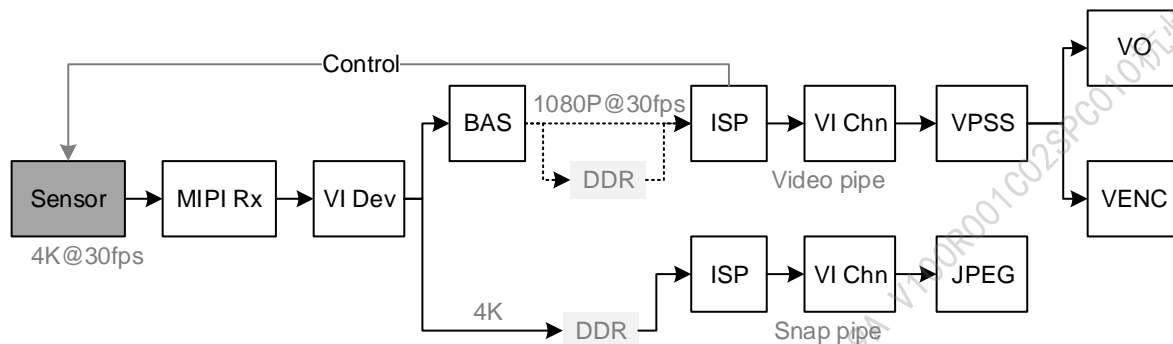 VO
Control
1080P@30fps
BAS
ISP
VI Chn
VPSS
DDR
Video pipe
Sensor
MIPI Rx
VI Dev
VENC
4K@30fps
ISP
VI Chn
JPEG
4K
DDR
Snap pipe